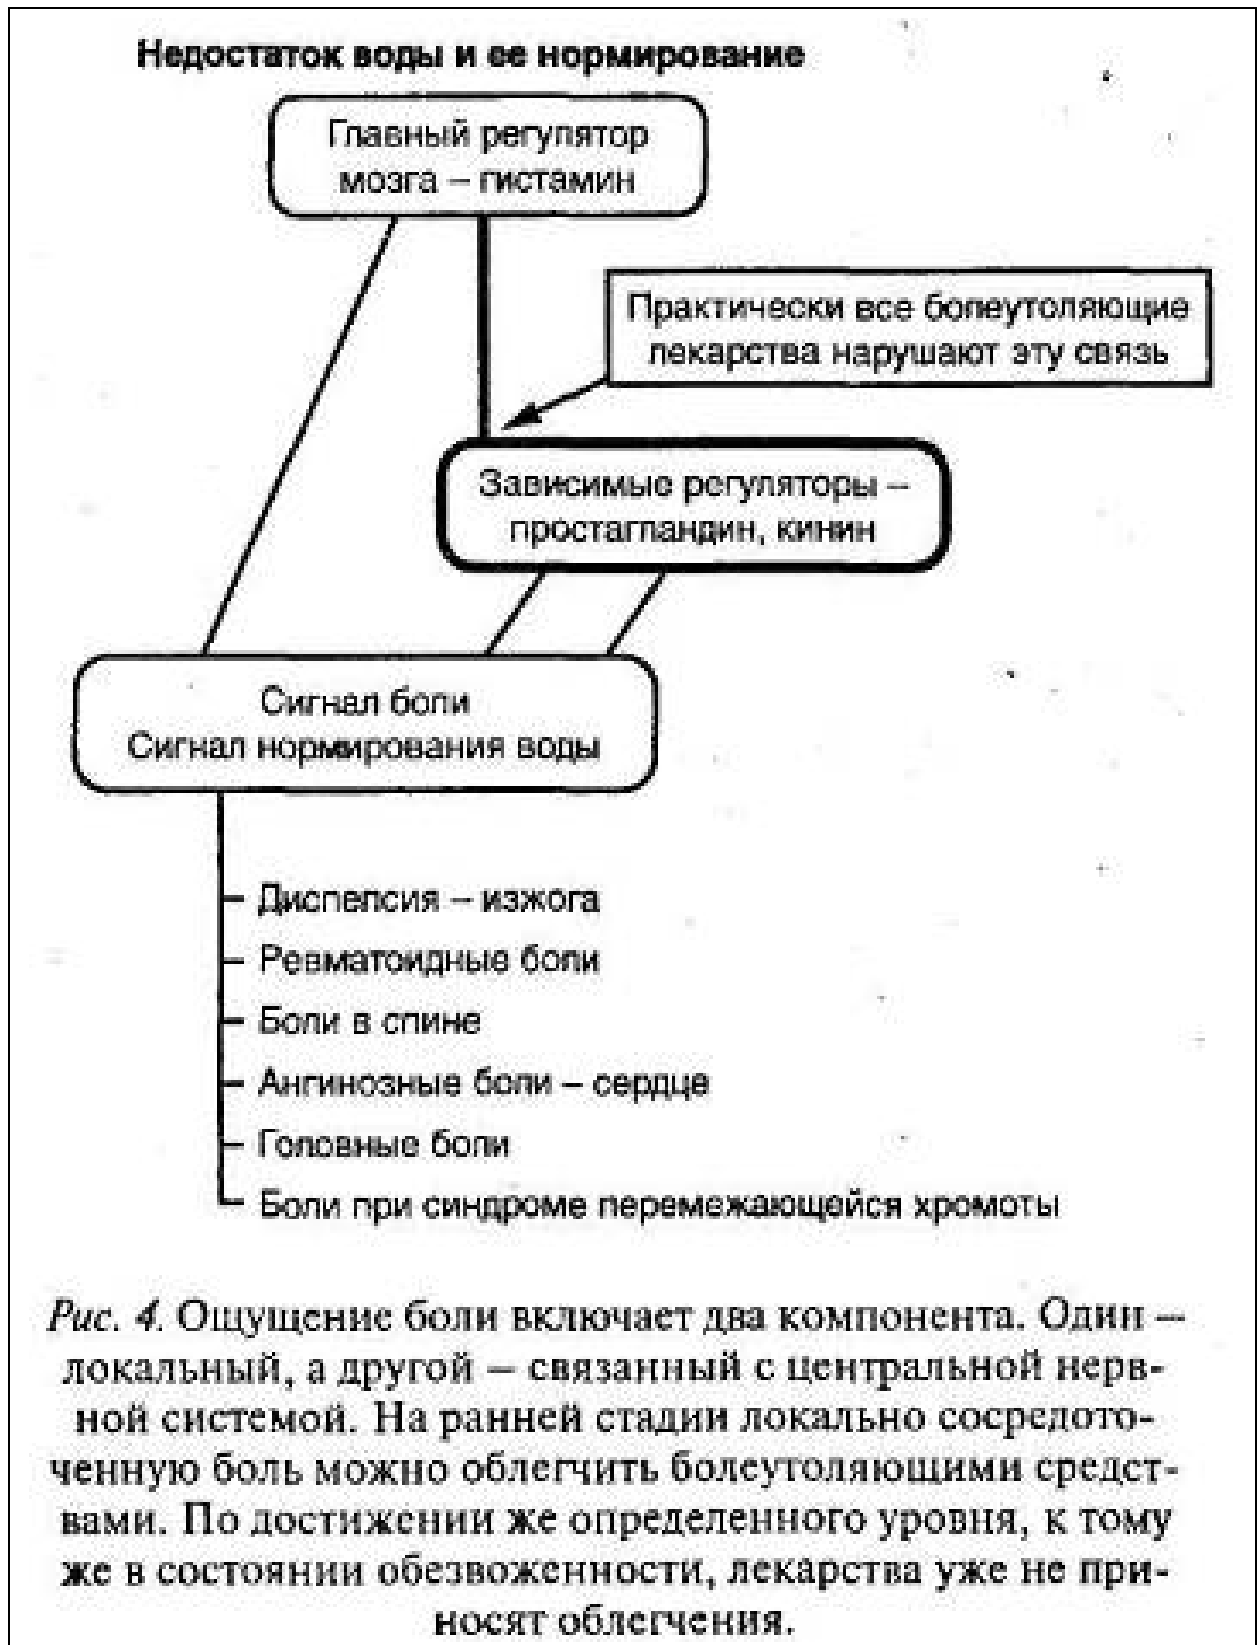 Недостаток воды и ее нормирование
Главный регулятор
мозга – гистамин
Практически все болеутоляющие
лекарства нарушают эту связь
Зависимые регуляторы –
простагландин, кинин
Сигнал боли
Сигнал нормирования воды
Диспепсия – изжога
Ревматоидные боли
Боли в спине
Ангинозные боли – сердце
Головные боли
Боли при синдроме перемежающейся хромоты
Рис. 4. Ощущение боли включает два компонента. Один –
локальный, а другой – связанный с центральной нерв-
ной системой. На ранней стадии локально сосредото-
ченную боль можно облегчить болеутоляющими средст-
вами. По достижении же определенного уровня, к тому
же в состоянии обезвоженности, лекарства уже не при-
носят облегчения.